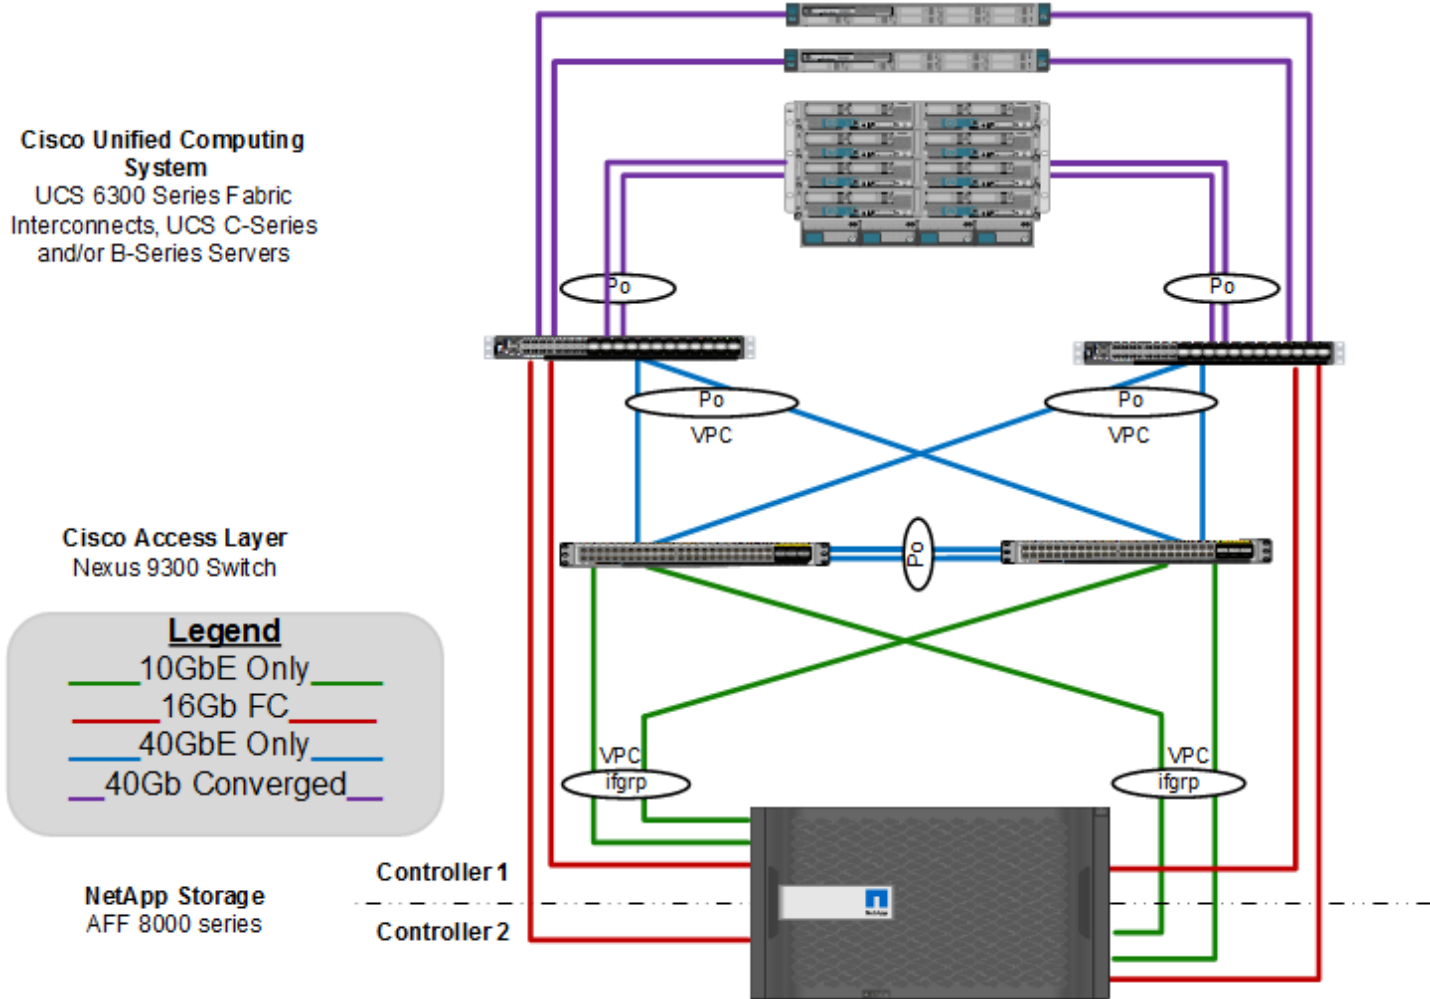 Cisco Unified Computing
System
UCS 6300 Series Fabric
Interconnects, UCS C-Series
and/or B-Series Servers
Po
Po
Po
VPC
Po
VPC
Cisco Access Layer
Nexus 9300 Switch
Po
Legend
10GbE Only
16Gb FC
40GbE Only
40Gb Converged
VPC
ifgrp
VPC
ifgrp
NetApp Storage
AFF 8000 series
Controller 1
Controller 2
NetApp